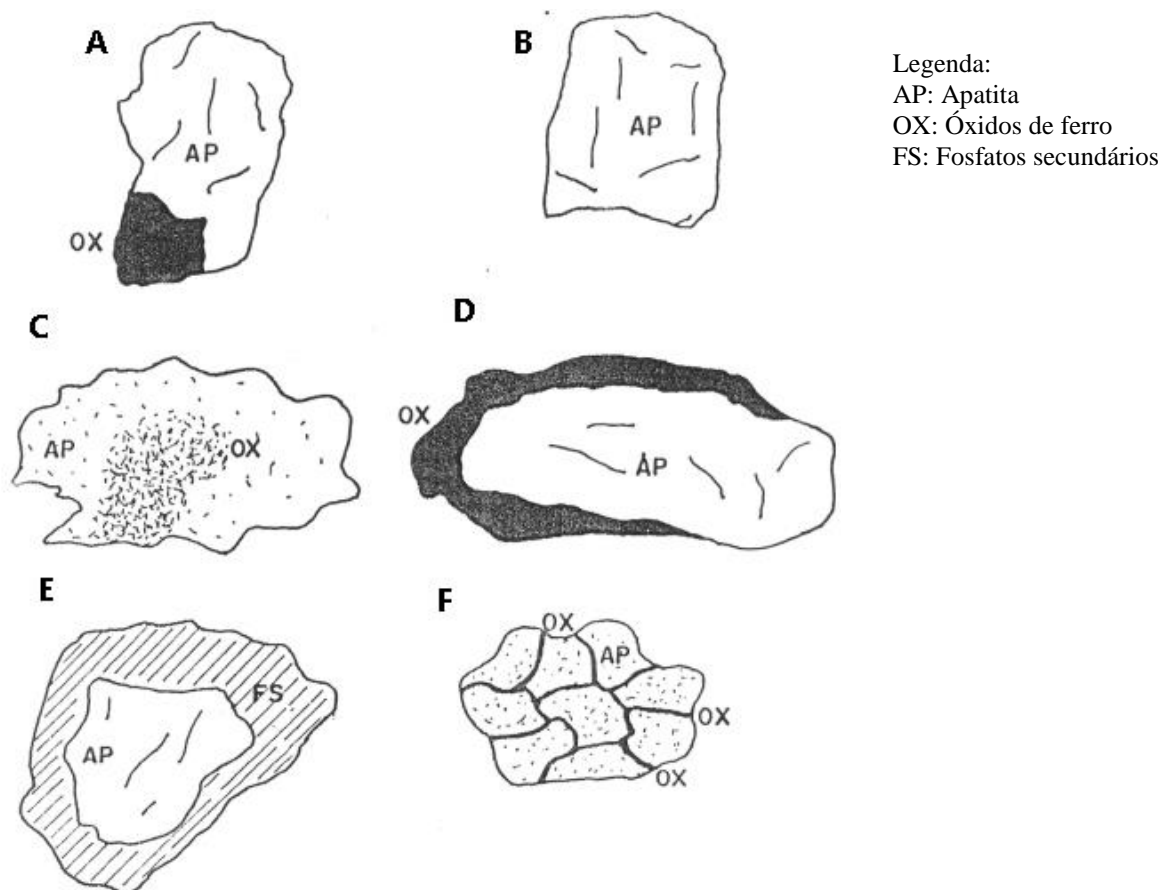 A
B
Legenda:
AP: Apatita
OX: Óxidos de ferro
FS: Fosfatos secundários
AP
AP
OX
C
D
OX
AP
OX
AP
E
F
OX
AP
FS
OX
AP
OX